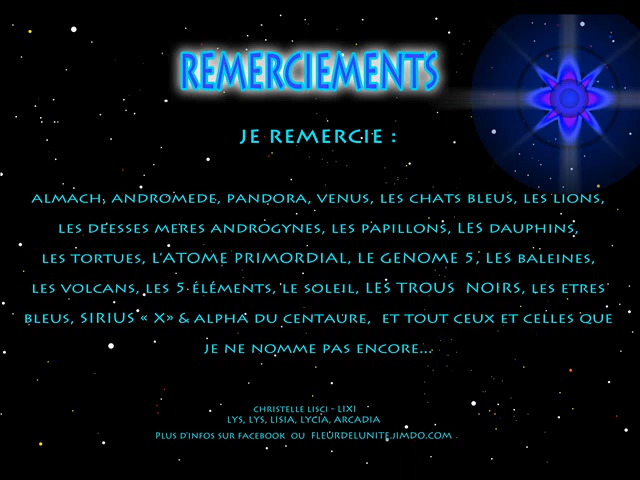 REMERCIEMENTS
JE REMERCIE :
ALMACH, ANDROMEDE, PANDORA, VENUS, LES CHATS BLEUS, LES LIONS,
LES DEESSES MERES ANDROGYNES, LES PAPILLONS, LES DAUPHINS,
LES TORTUES, L'ATOME PRIMORDIAL, LE GENOME 5, LES BALEINES,
LES VOLCANS, LES 5 ÉLÉMENTS, LE SOLEIL, LES TROUS NOIRS, LES ETRES
BLEUS, SIRIUS « X» & ALPHA DU CENTAURE, ET TOUT CEUX ET CELLES QUE
JE NE NOMME PAS ENCORE...
CHRISTELLE LISCI - LIXI
LYS, LYS, LISIA, LYCIA, ARCADIA
PLUS D'INFOS SUR FACEBOOK OU FLEURDELUNITE.JIMDO.COM